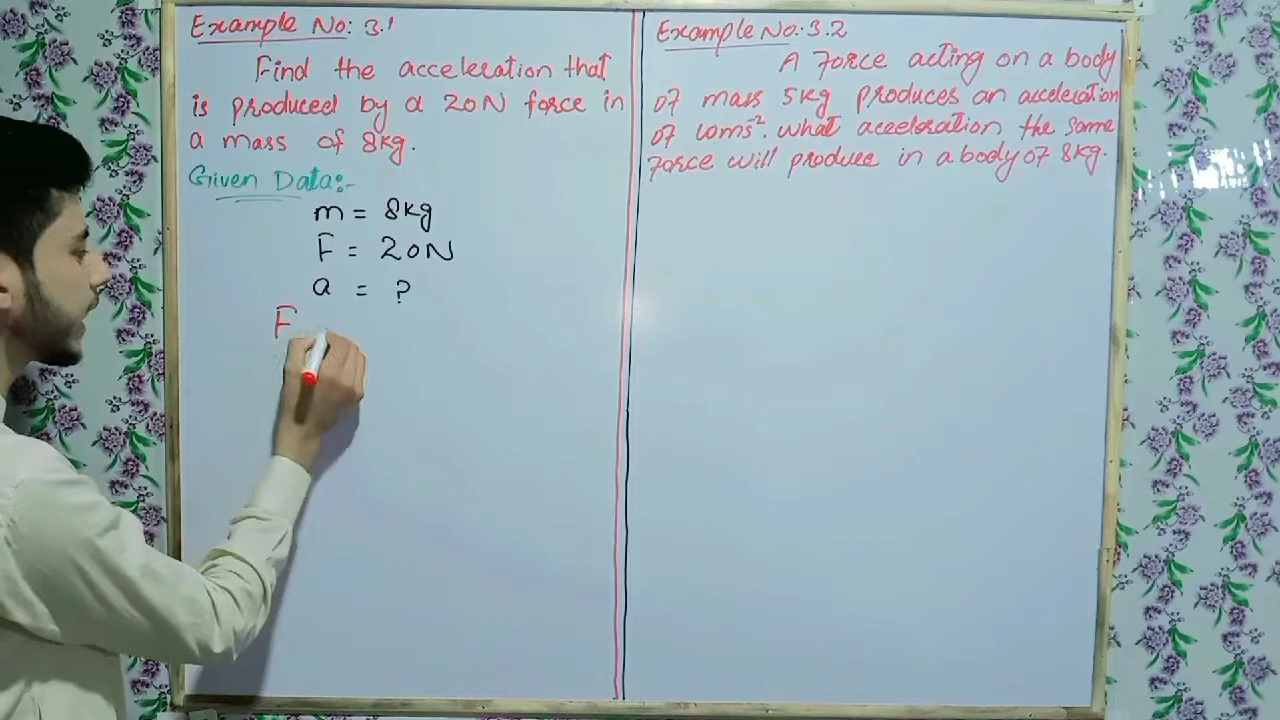 Example No: 3.1
Find the acceleration that
is produced by a 20N force in
a mass of 8kg.
Given Data:-
m = 8kg
F = 20N
a = ?
F
Example No: 3.2
A force acting on a body
of mass 5kg produces an acceleration
of 10ms⁻². what acceleration the same
force will produce in a body of 8kg.